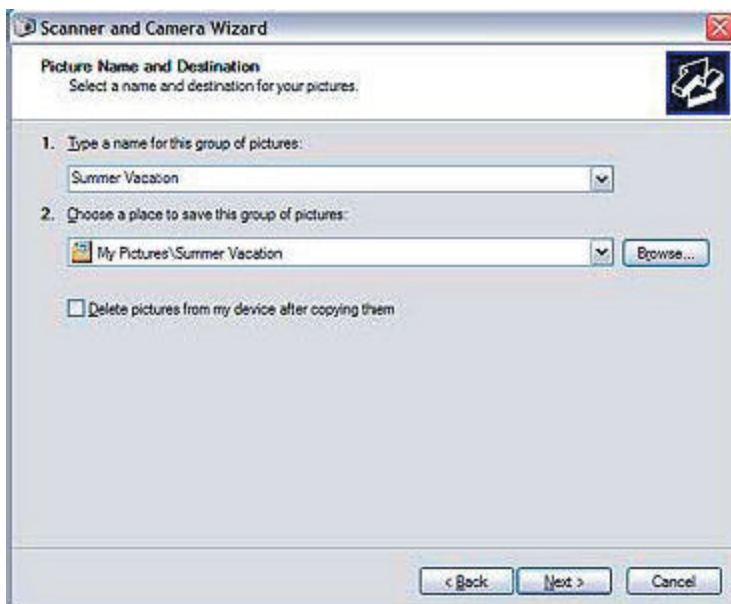 Scanner and Camera Wizard
Picture Name and Destination
Select a name and destination for your pictures.
1. Type a name for this group of pictures:
Summer Vacation
2. Choose a place to save this group of pictures:
My Pictures\Summer Vacation
Browse...
Delete pictures from my device after copying them
< Back
Next >
Cancel